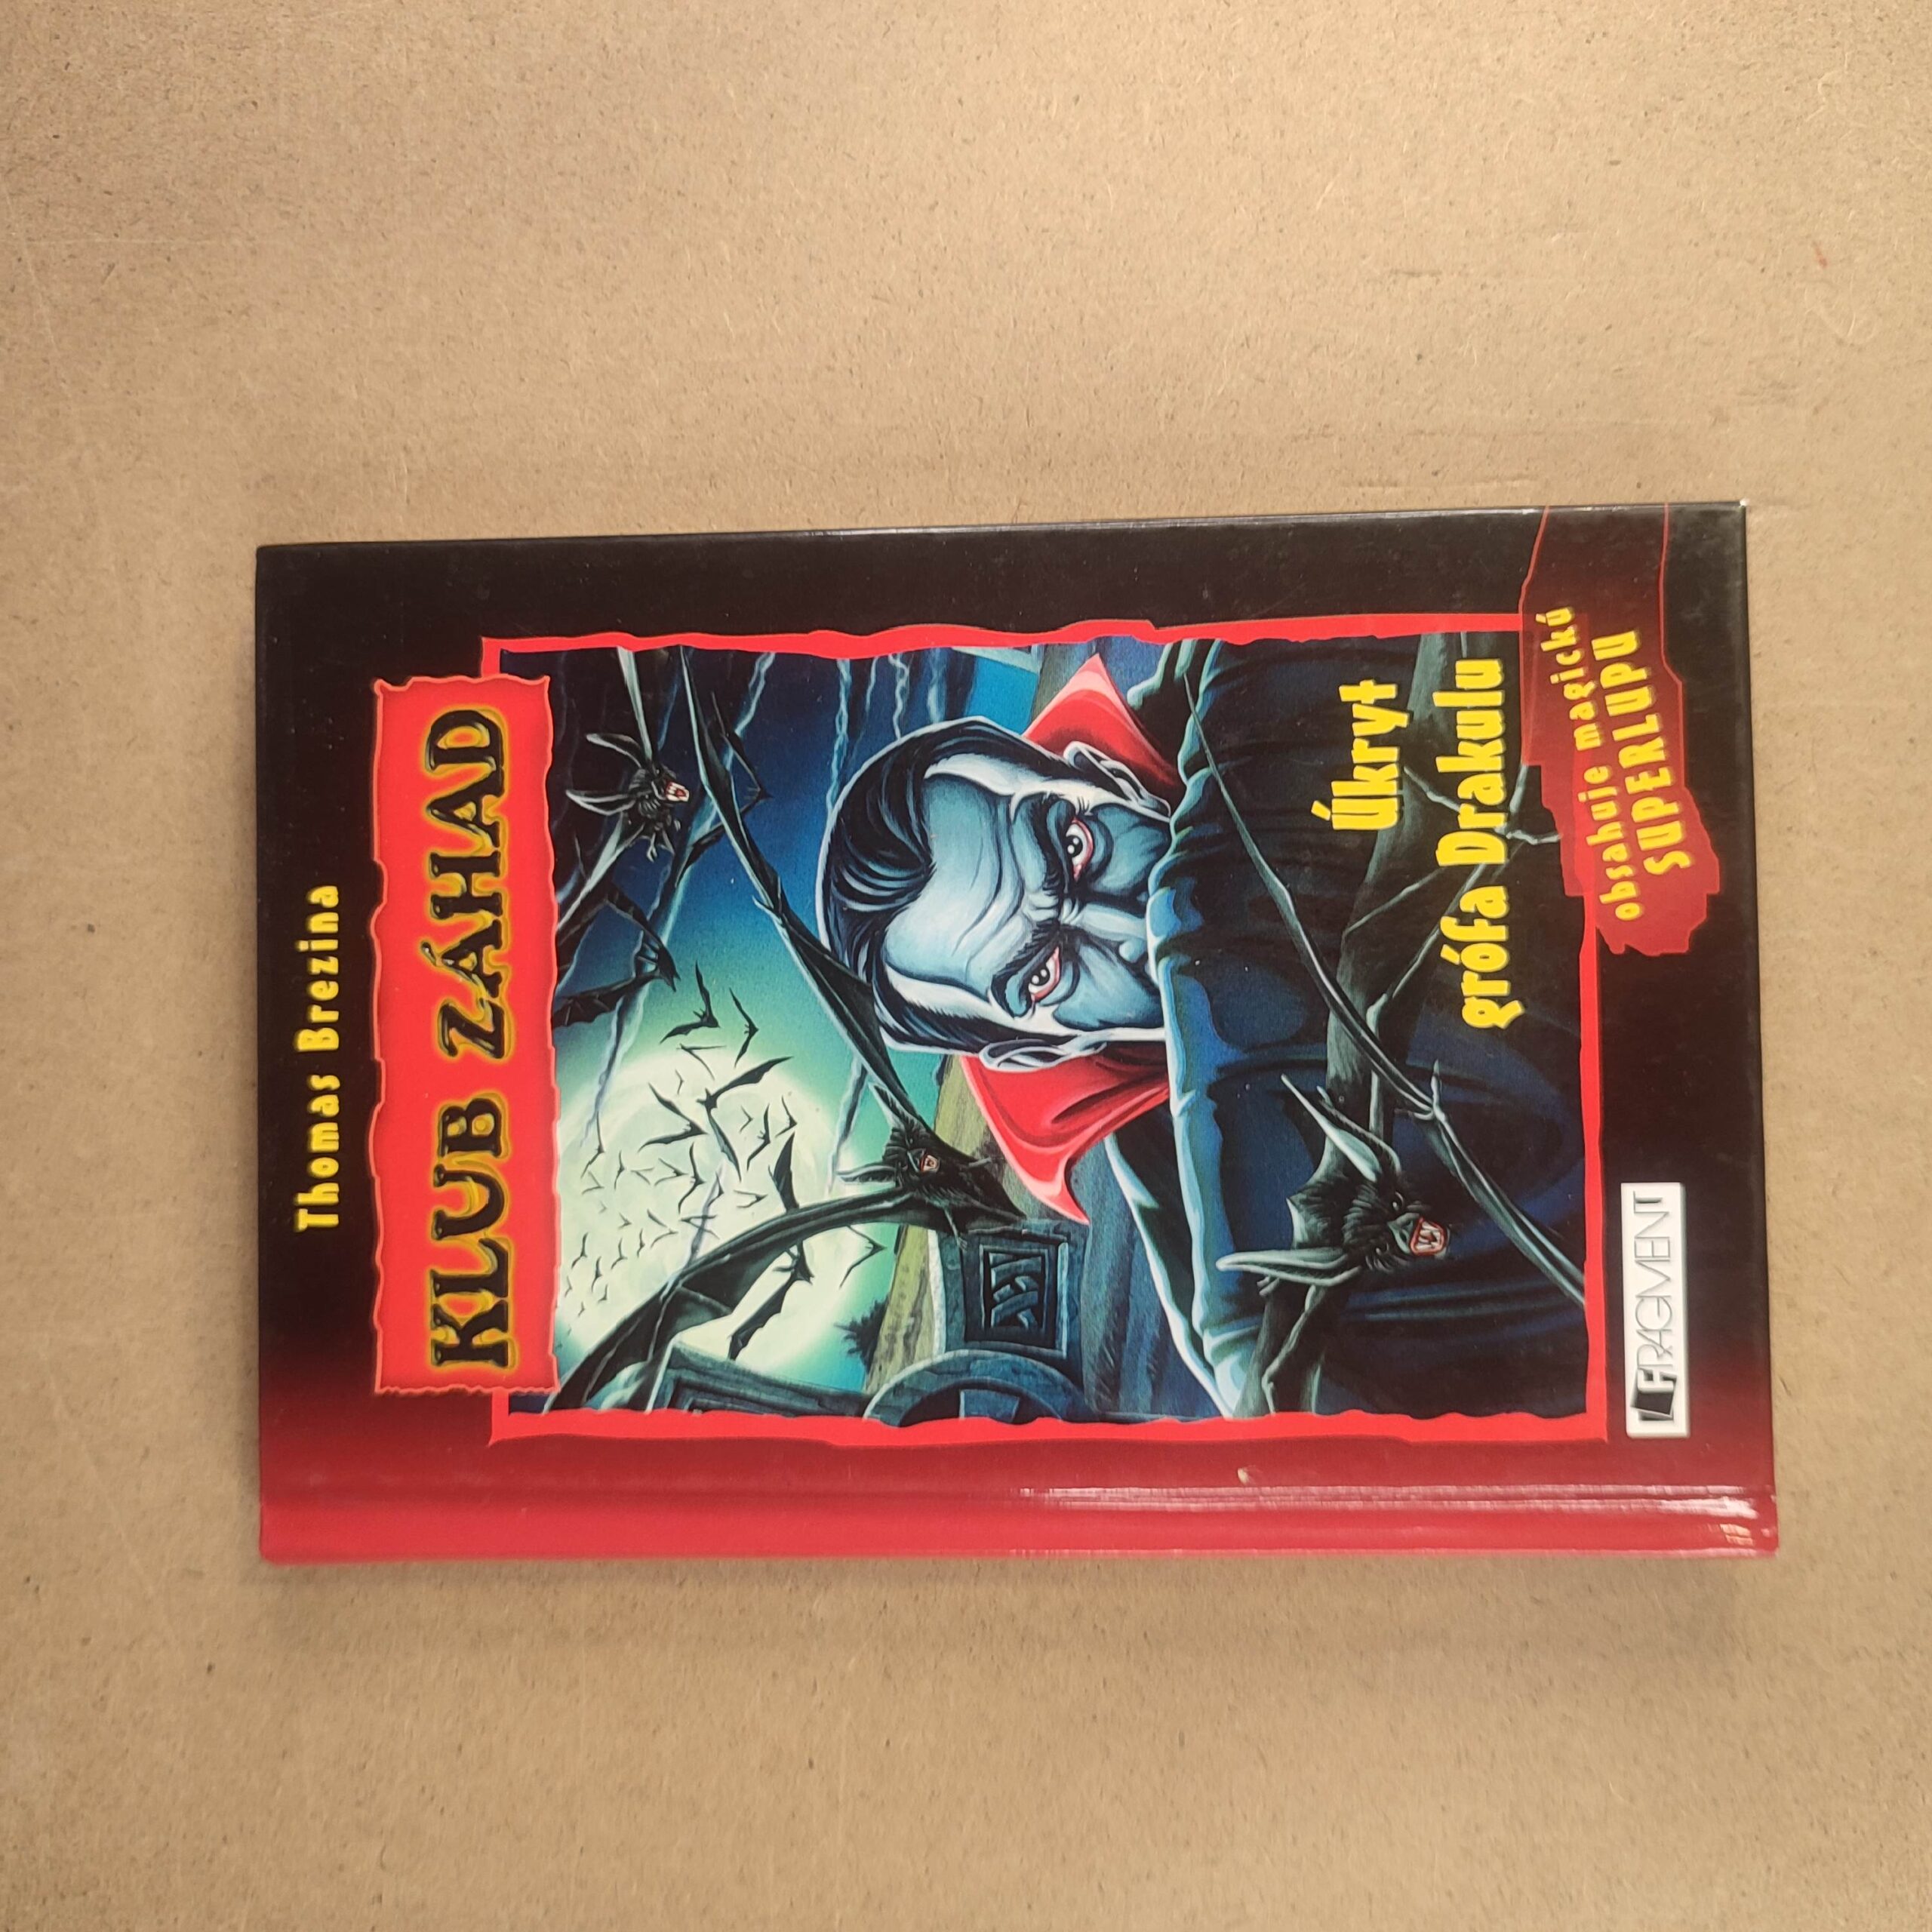 Thomas Brezina
KLUB ZÁHAD
Úkryt
grófa Drakulu
obsahuje magickú
SUPERLUPU
FRAGMENT